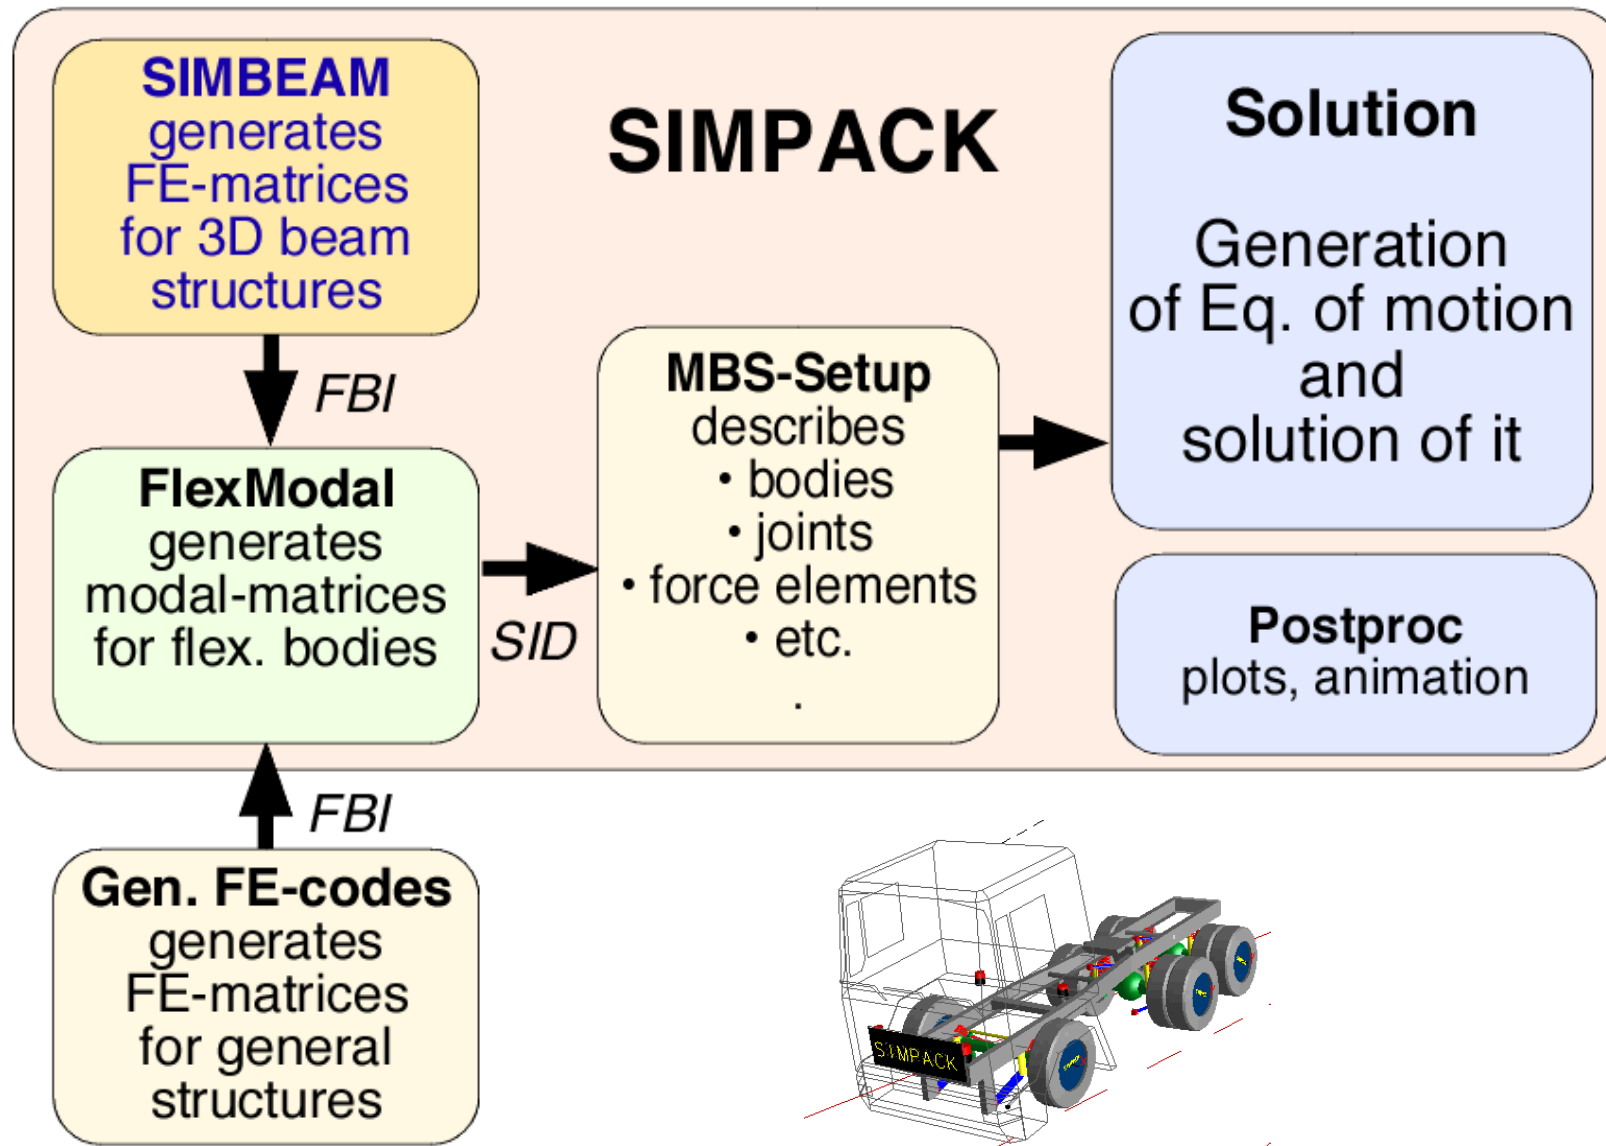 SIMBEAM
generates
FE-matrices
for 3D beam
structures
FBI
FlexModal
generates
modal-matrices
for flex. bodies
FBI
Gen. FE-codes
generates
FE-matrices
for general
structures
SIMPACK
SID
MBS-Setup
describes
• bodies
• joints
• force elements
• etc.
.
Solution
Generation
of Eq. of motion
and
solution of it
Postproc
plots, animation
SIMPACK